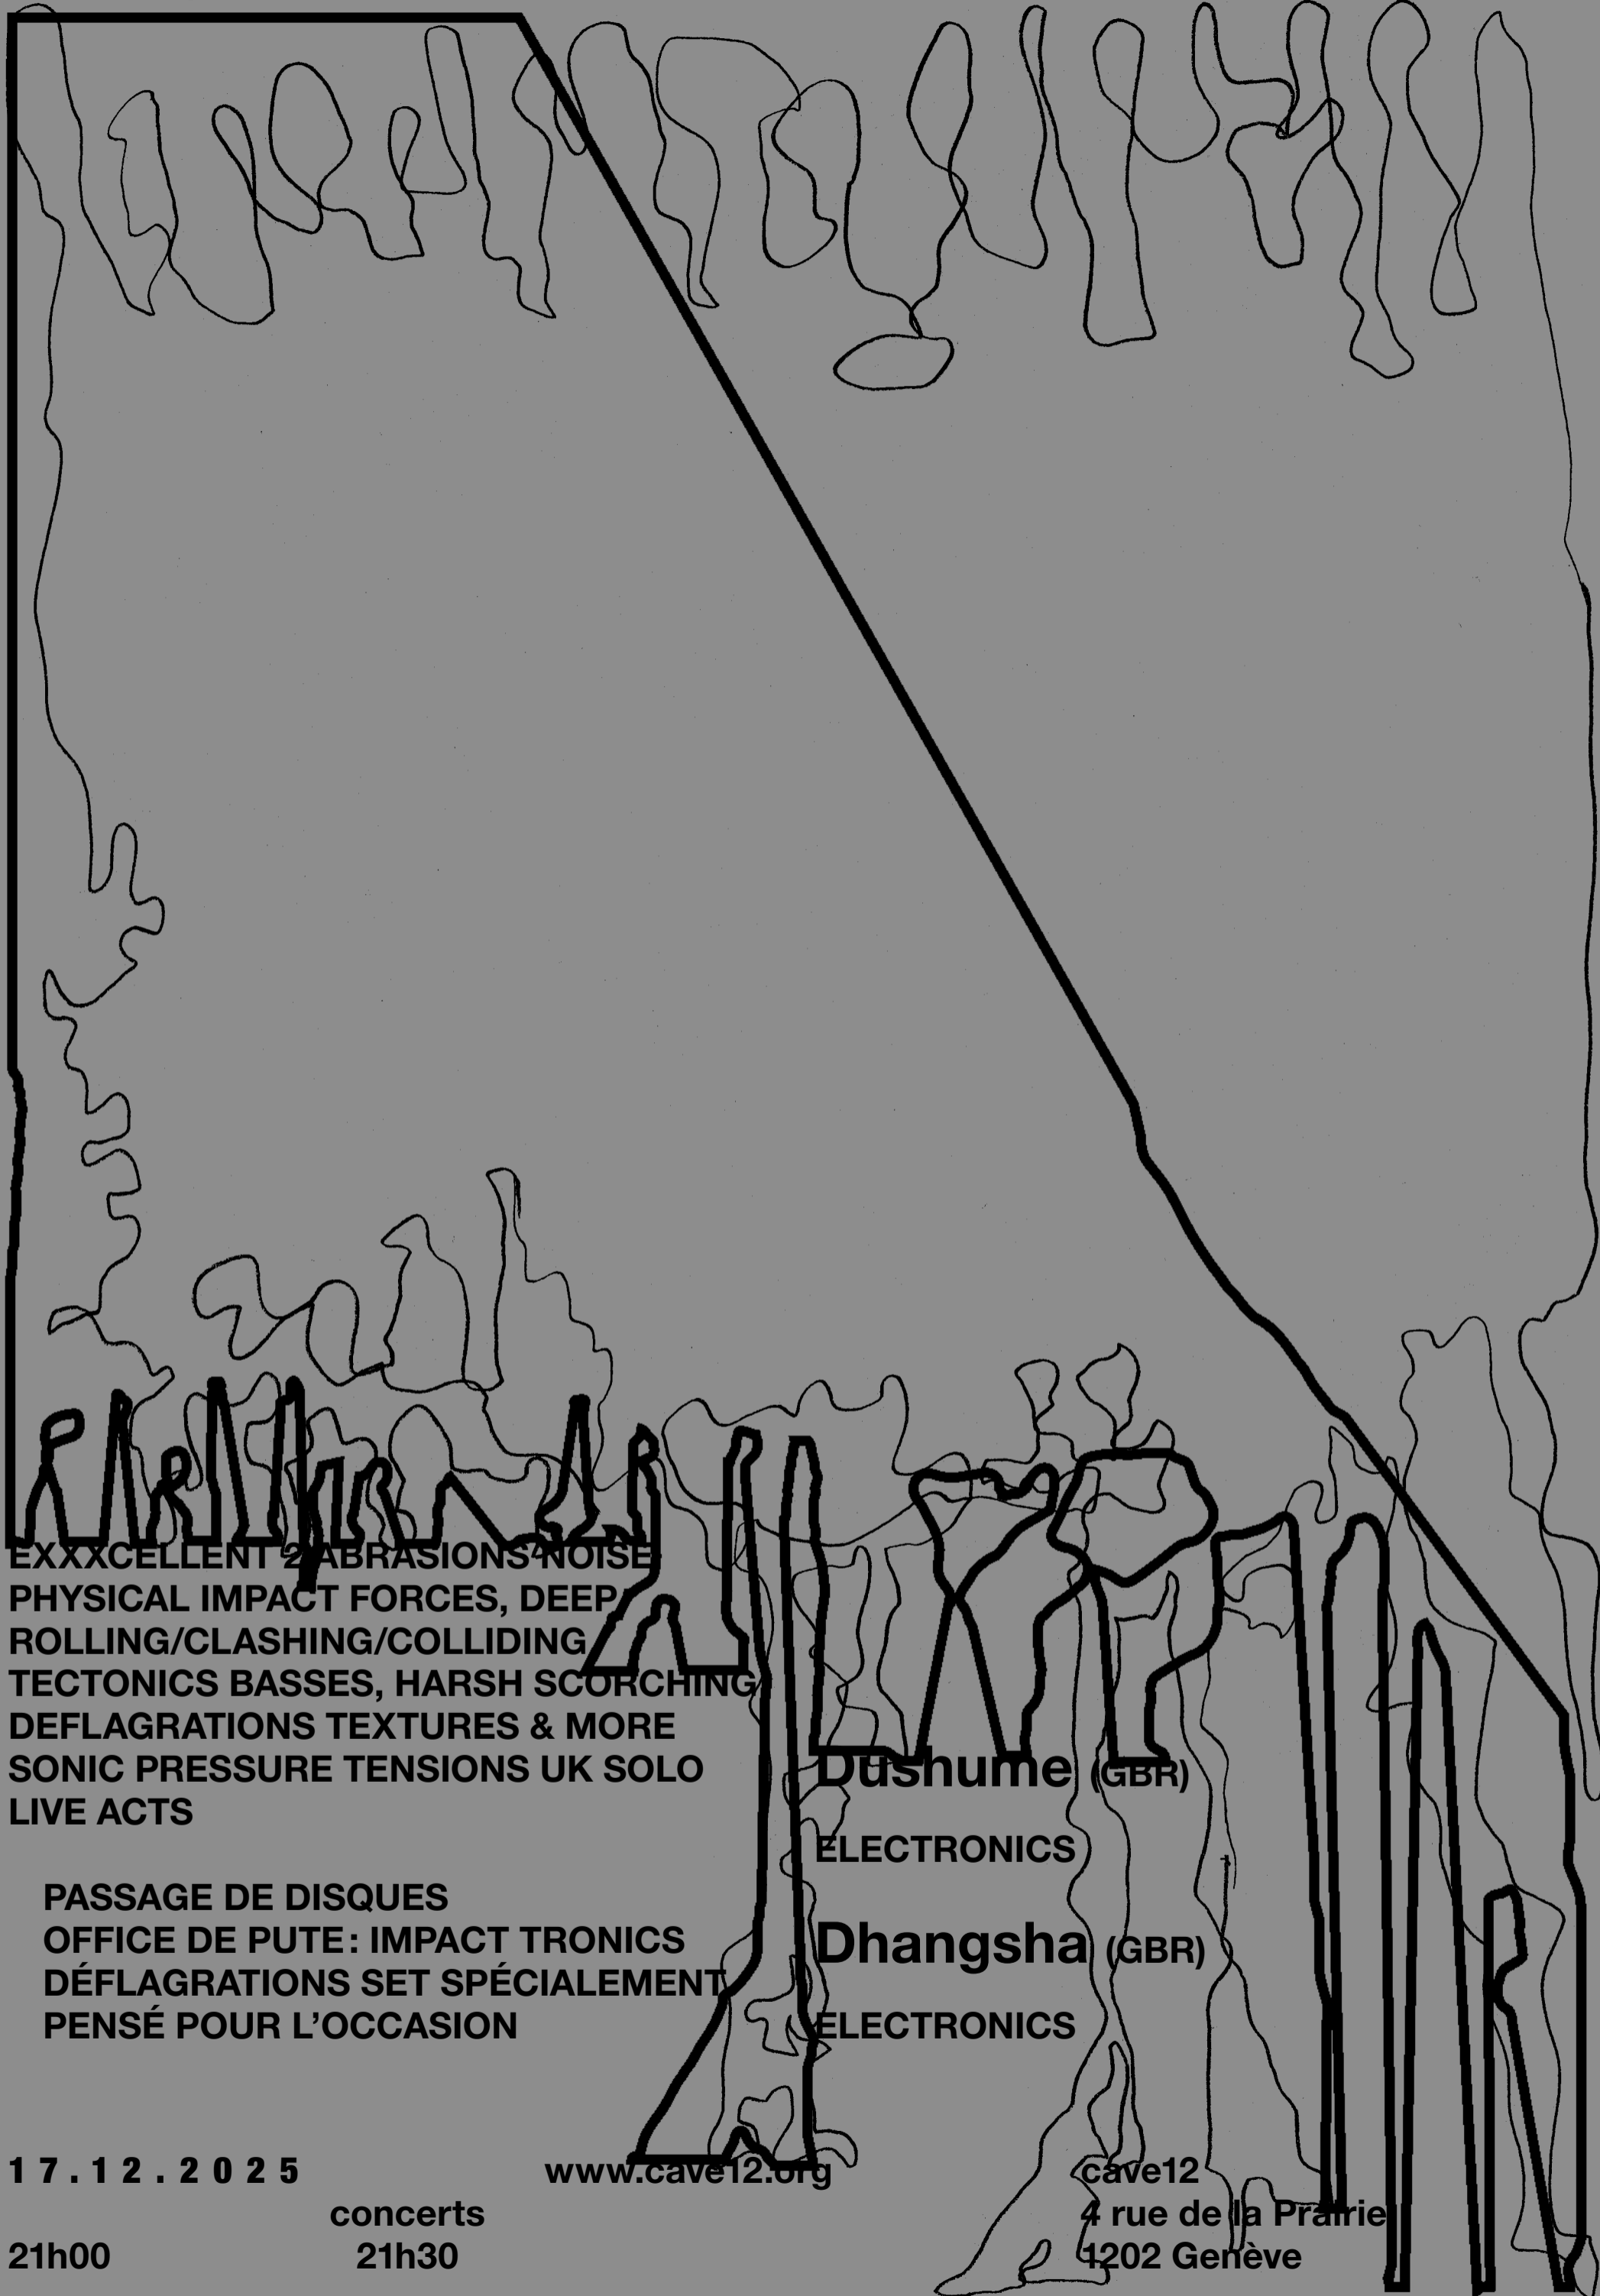 EXXXCELLENT 2 ABRASIONS NOISE
PHYSICAL IMPACT FORCES, DEEP
ROLLING/CLASHING/COLLIDING
TECTONICS BASSES, HARSH SCORCHING
DEFLAGRATIONS TEXTURES & MORE
SONIC PRESSURE TENSIONS UK SOLO
LIVE ACTS
PASSAGE DE DISQUES
OFFICE DE PUTE: IMPACT TRONICS
DÉFLAGRATIONS SET SPÉCIALEMENT
PENSÉ POUR L’OCCASION
Dushume (GBR)
ELECTRONICS
Dhangsha (GBR)
ELECTRONICS
17.12.2025
concerts
21h00 21h30
www.cave12.org
cave12
4 rue de la Prairie
1202 Genève